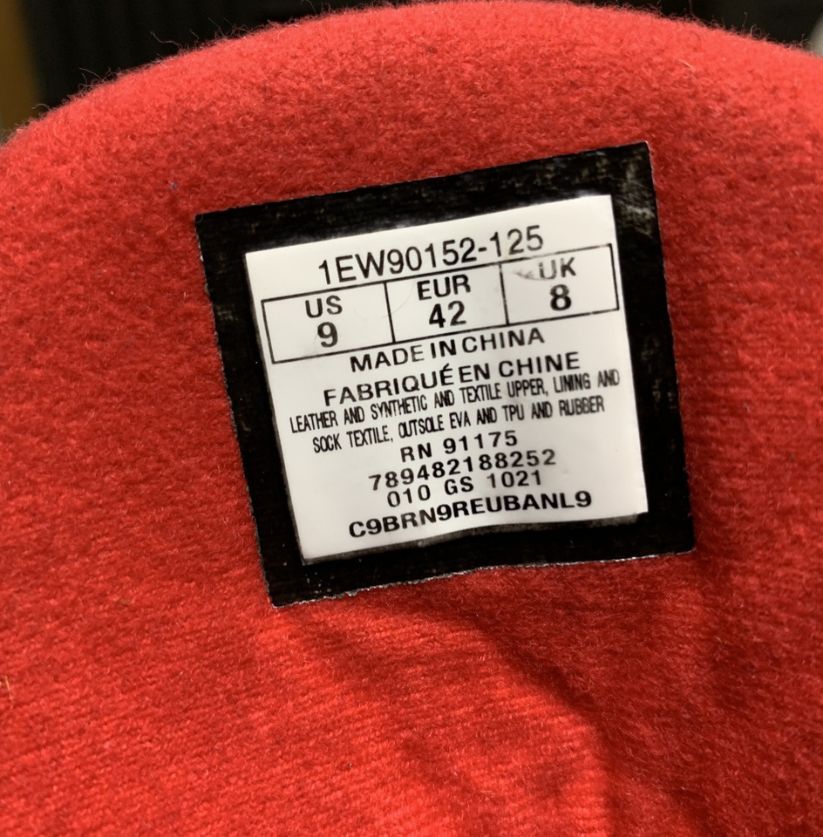 1EW90152-125
US EUR UK
9 42 8
MADE IN CHINA
FABRIQUÉ EN CHINE
LEATHER AND SYNTHETIC AND TEXTILE UPPER, LINING AND
SOCK TEXTILE, OUTSOLE EVA AND TPU AND RUBBER
RN 91175
789482188252
010 GS 1021
C9BRN9REUBANL9